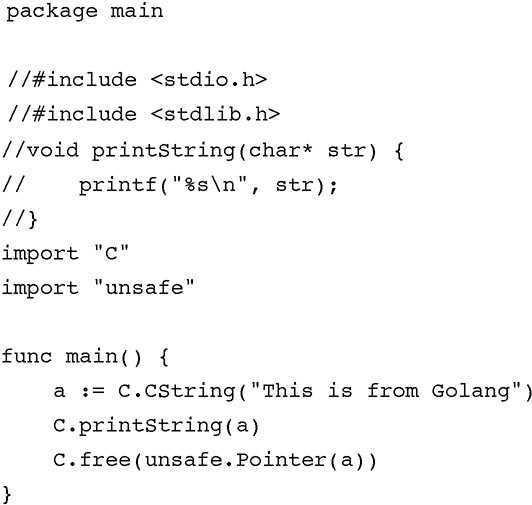 package main

//#include <stdio.h>
//#include <stdlib.h>
//void printString(char* str) {
//    printf("%s\n", str);
//}
import "C"
import "unsafe"

func main() {
    a := C.CString("This is from Golang")
    C.printString(a)
    C.free(unsafe.Pointer(a))
}